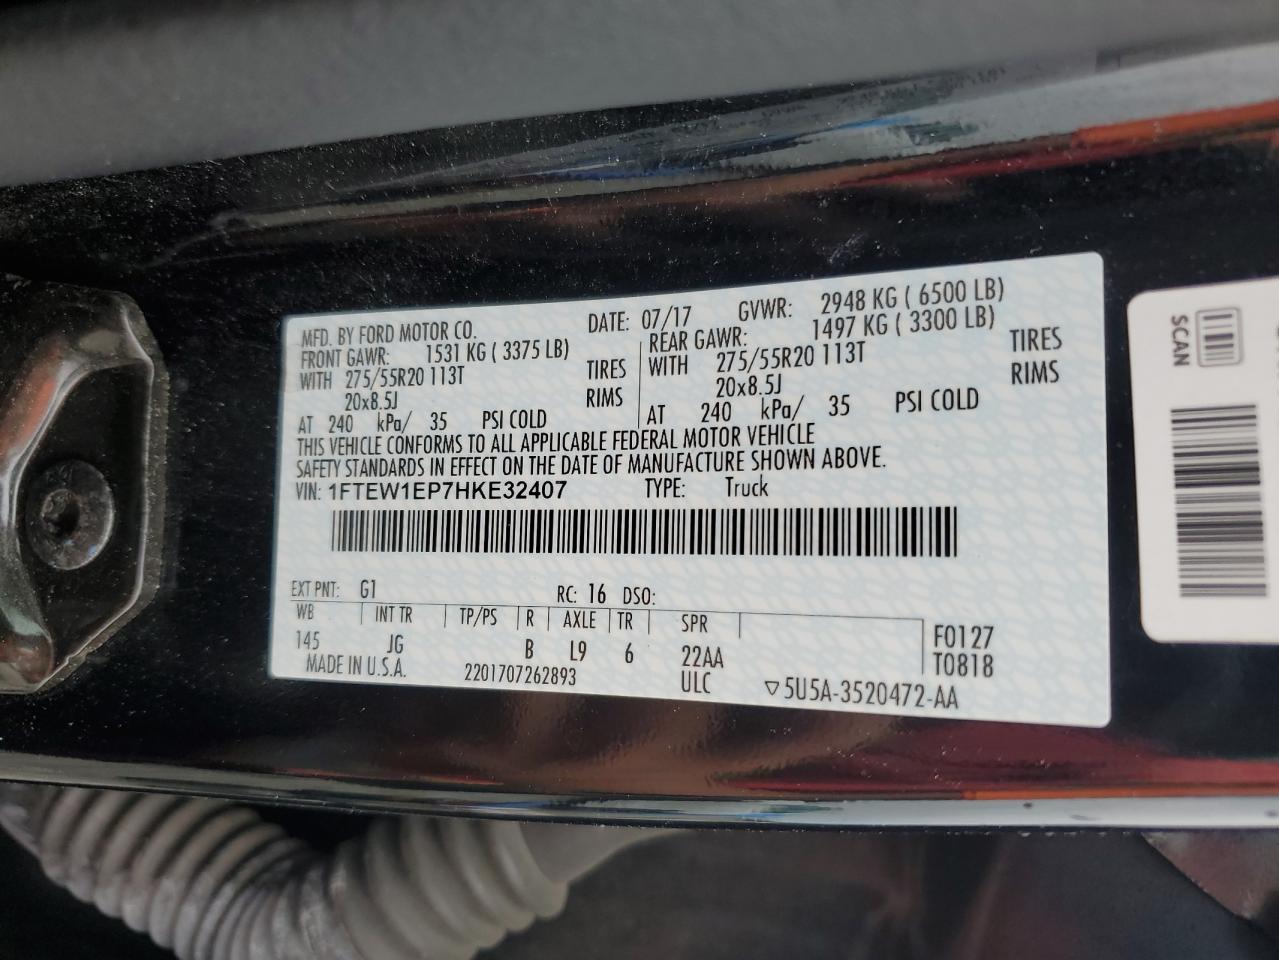 MFD. BY FORD MOTOR CO. DATE: 07/17 GVWR: 2948 KG ( 6500 LB)
FRONT GAWR: 1531 KG ( 3375 LB) REAR GAWR: 1497 KG ( 3300 LB)
WITH 275/55R20 113T TIRES WITH 275/55R20 113T TIRES
20x8.5J RIMS 20x8.5J RIMS
AT 240 kPa/ 35 PSI COLD AT 240 kPa/ 35 PSI COLD
THIS VEHICLE CONFORMS TO ALL APPLICABLE FEDERAL MOTOR VEHICLE
SAFETY STANDARDS IN EFFECT ON THE DATE OF MANUFACTURE SHOWN ABOVE.
VIN: 1FTEW1EP7HKE32407 TYPE: Truck
EXT PNT: G1 RC: 16 DSO:
WB INT TR TP/PS R AXLE TR SPR
145 JG B L9 6 22AA F0127
T0818
MADE IN U.S.A. 2201707262893 ULC ▽5U5A-3520472-AA
SCAN